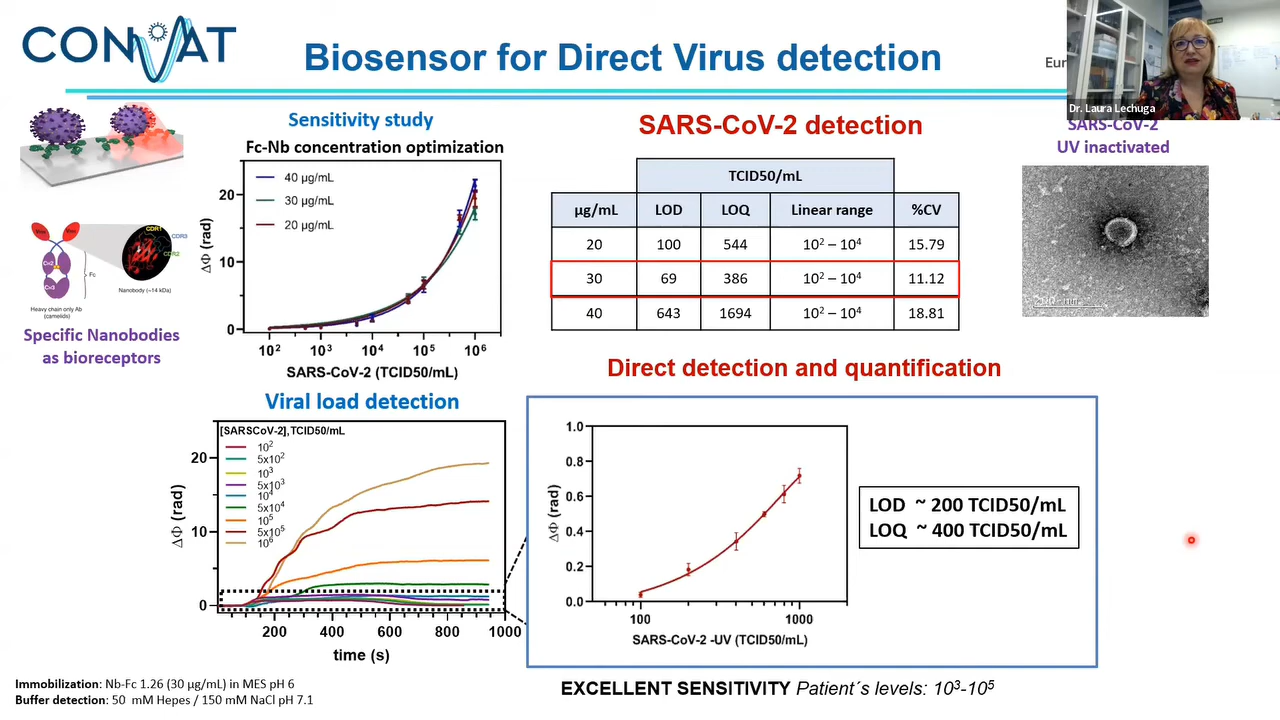 CONVAT
Biosensor for Direct Virus detection
Eur
Dr. Laura Lechuga
Sensitivity study
Fc-Nb concentration optimization
40 µg/mL
30 µg/mL
20 µg/mL
20
10
0
ΔΦ (rad)
10² 10³ 10⁴ 10⁵ 10⁶
SARS-CoV-2 (TCID50/mL)
CDR1
CDR3
CDR2
CH2
CH3
Fc
Nanobody (~14 kDa)
Heavy chain only Ab
(camelids)
Specific Nanobodies
as bioreceptors
SARS-CoV-2 detection
TCID50/mL
µg/mL LOD LOQ Linear range %CV
20 100 544 10² – 10⁴ 15.79
30 69 386 10² – 10⁴ 11.12
40 643 1694 10² – 10⁴ 18.81
SARS-CoV-2
UV inactivated
Direct detection and quantification
Viral load detection
[SARSCoV-2],TCID50/mL
10²
5x10²
10³
5x10³
10⁴
5x10⁴
10⁵
5x10⁵
10⁶
20
10
0
ΔΦ (rad)
200 400 600 800 1000
time (s)
1.0
0.8
0.6
0.4
0.2
0.0
ΔΦ (rad)
100 1000
SARS-CoV-2 -UV (TCID50/mL)
LOD ~ 200 TCID50/mL
LOQ ~ 400 TCID50/mL
Immobilization: Nb-Fc 1.26 (30 µg/mL) in MES pH 6
Buffer detection: 50 mM Hepes / 150 mM NaCl pH 7.1
EXCELLENT SENSITIVITY Patient´s levels: 10³-10⁵